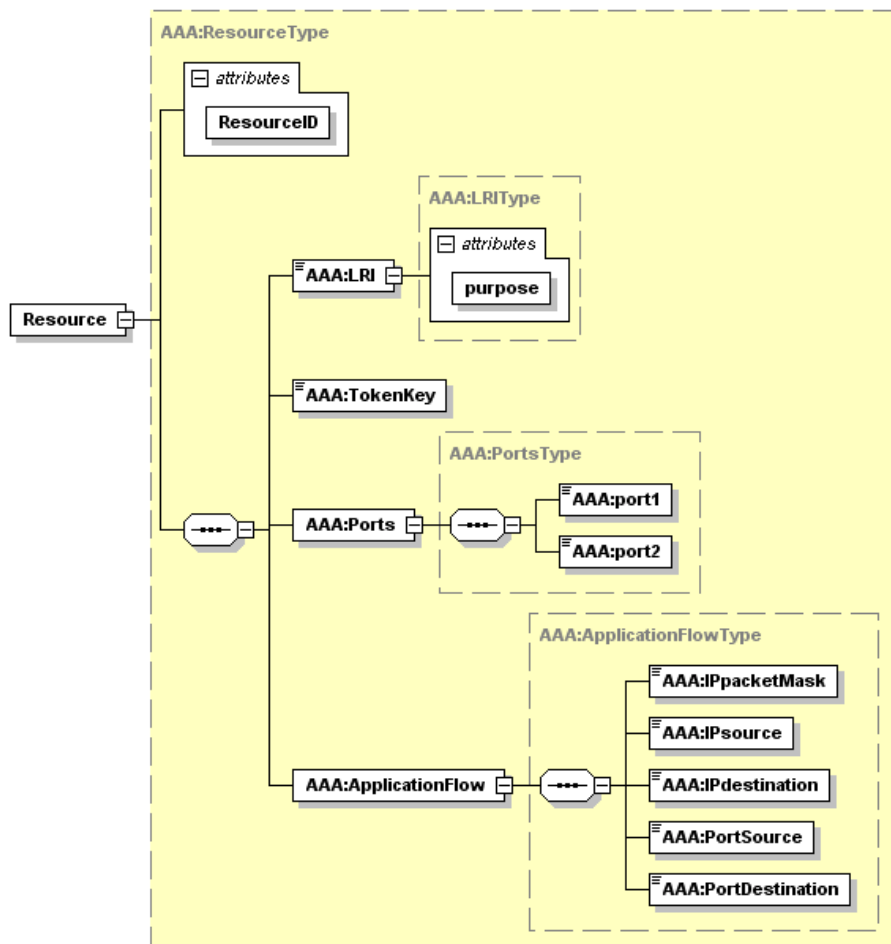 AAA:ResourceType
attributes
ResourceID
AAA:LRIType
attributes
AAA:LRI
purpose
Resource
AAA:TokenKey
AAA:PortsType
AAA:port1
AAA:Ports
AAA:port2
AAA:ApplicationFlowType
AAA:IPpacketMask
AAA:IPsource
AAA:ApplicationFlow
AAA:IPdestination
AAA:PortSource
AAA:PortDestination